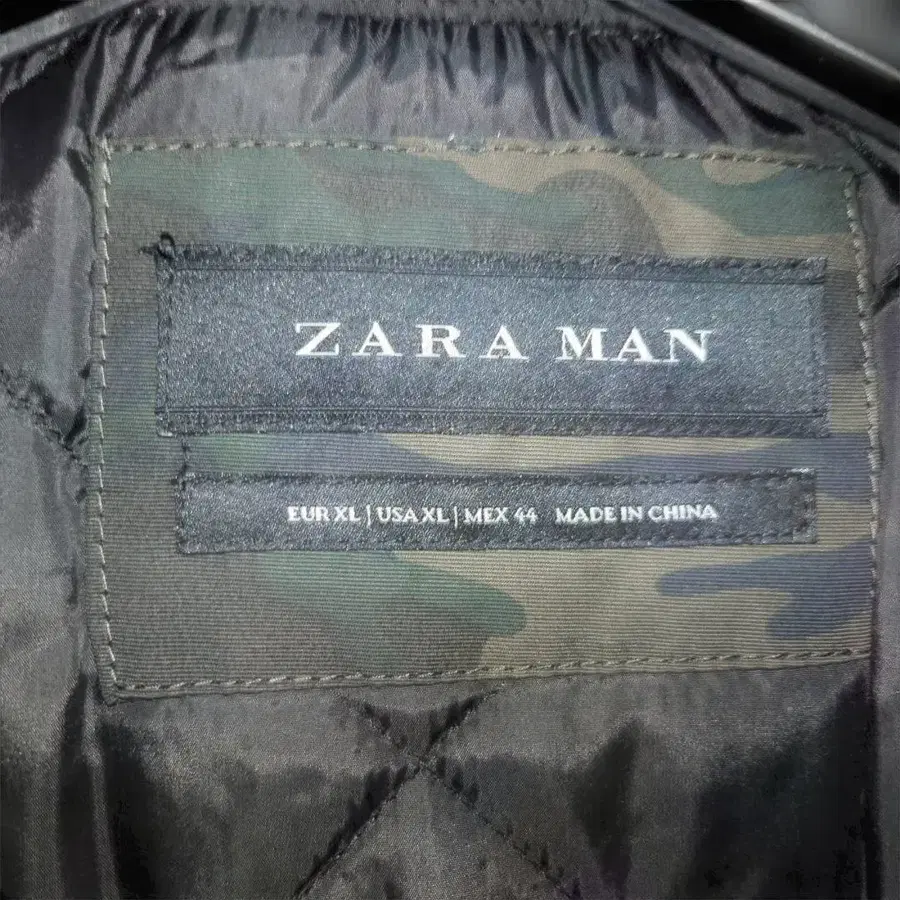 ZARA MAN
EUR XL | USA XL | MEX 44 MADE IN CHINA